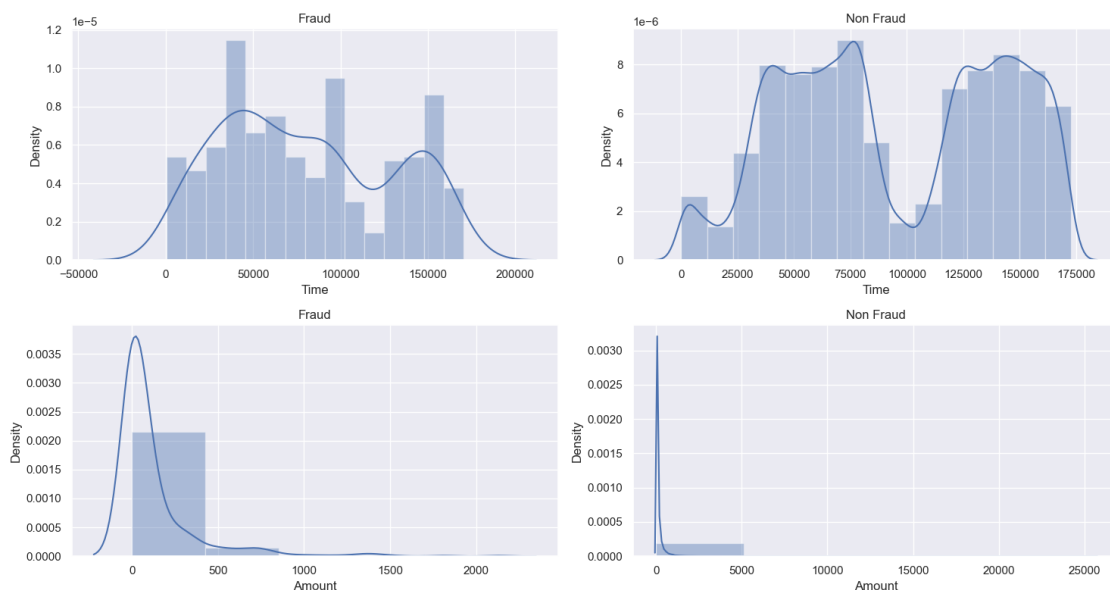 Fraud
1e−5
1.2
1.0
0.8
0.6
0.4
0.2
0.0
Density
−50000 0 50000 100000 150000 200000
Time
Non Fraud
1e−6
8
6
4
2
0
Density
0 25000 50000 75000 100000 125000 150000 175000
Time
Fraud
0.0035
0.0030
0.0025
0.0020
0.0015
0.0010
0.0005
0.0000
Density
0 500 1000 1500 2000
Amount
Non Fraud
0.0030
0.0025
0.0020
0.0015
0.0010
0.0005
0.0000
Density
0 5000 10000 15000 20000 25000
Amount